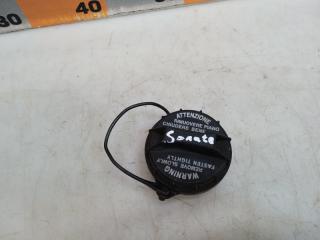 40
30
ATTENZIONE
RIMUOVERE PIANO
CHIUDERE BENE
Sonata
WARNING
REMOVE SLOWLY
FASTEN TIGHTLY